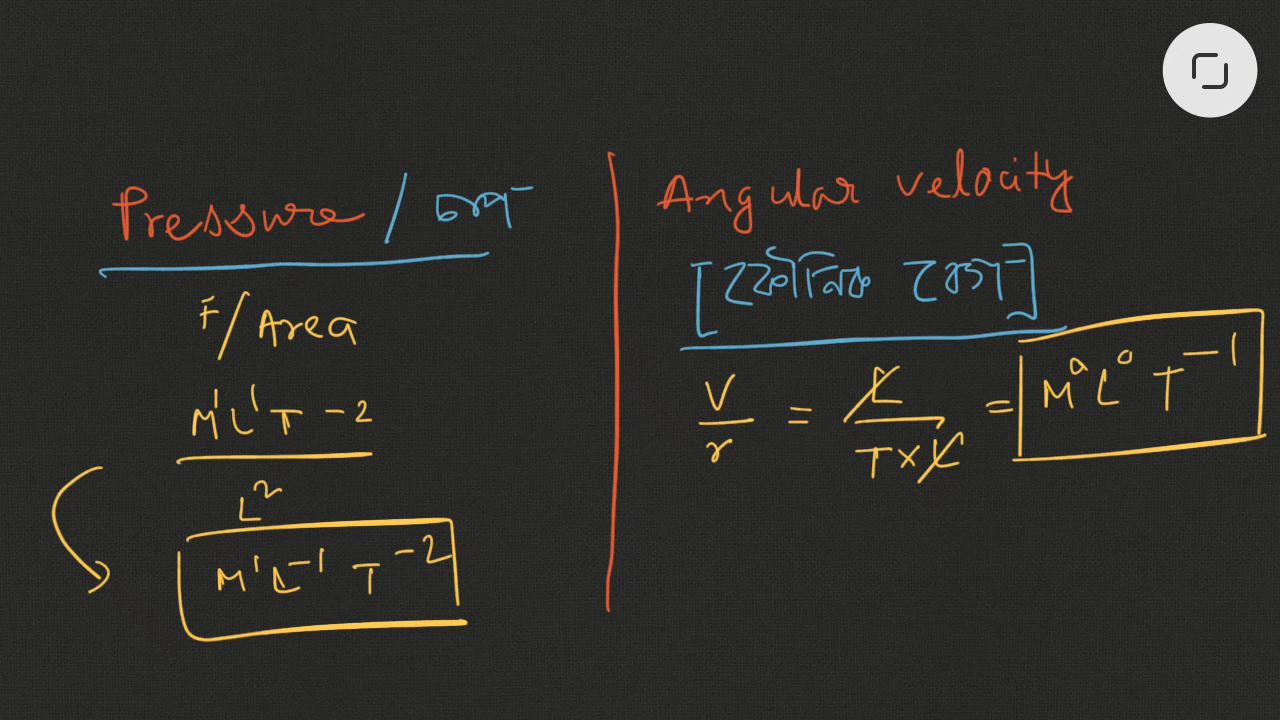 Pressure / চাপ
F/Area
M¹L¹T⁻²
L²
M¹L⁻¹T⁻²
Angular velocity
[কৌনিক বেগ]
V/r = L/T×L = M⁰L⁰T⁻¹